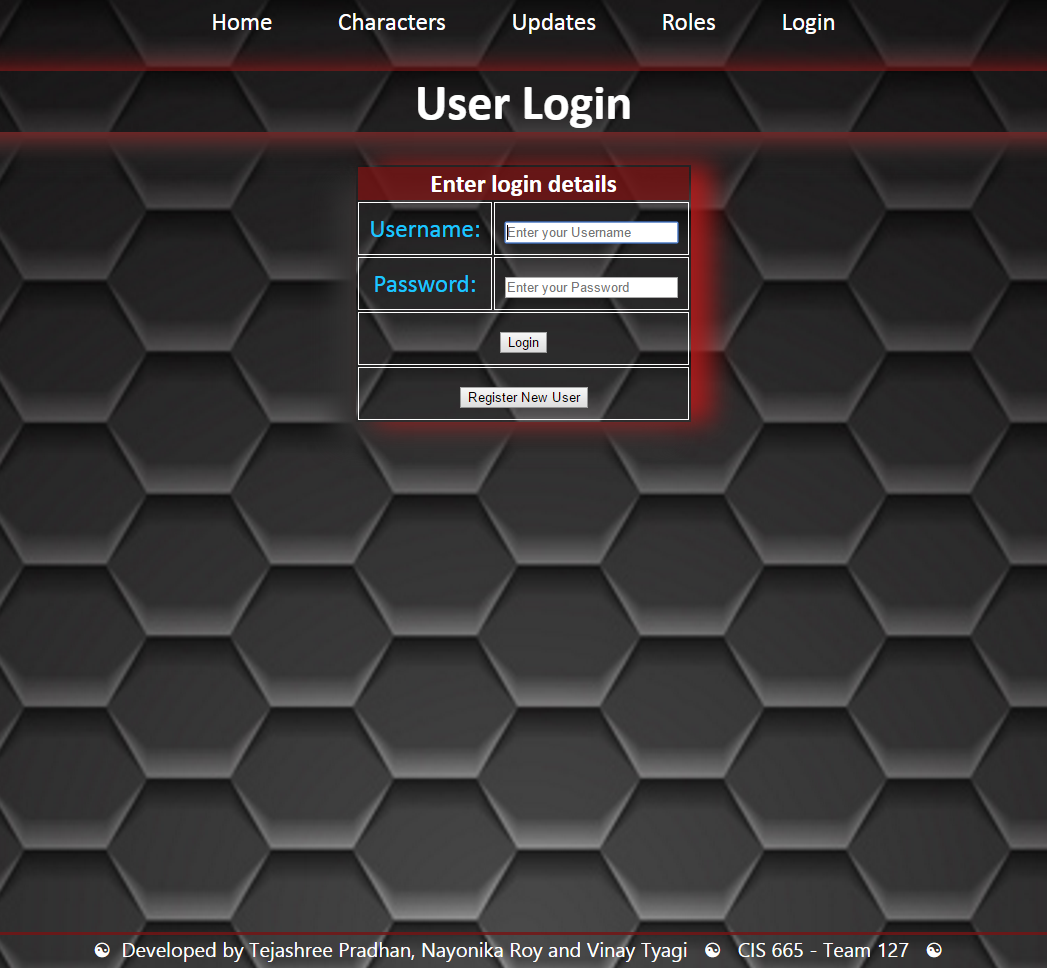 Home Characters Updates Roles Login
User Login
Enter login details
Username: Enter your Username
Password: Enter your Password
Login
Register New User
☯ Developed by Tejashree Pradhan, Nayonika Roy and Vinay Tyagi ☯ CIS 665 - Team 127 ☯